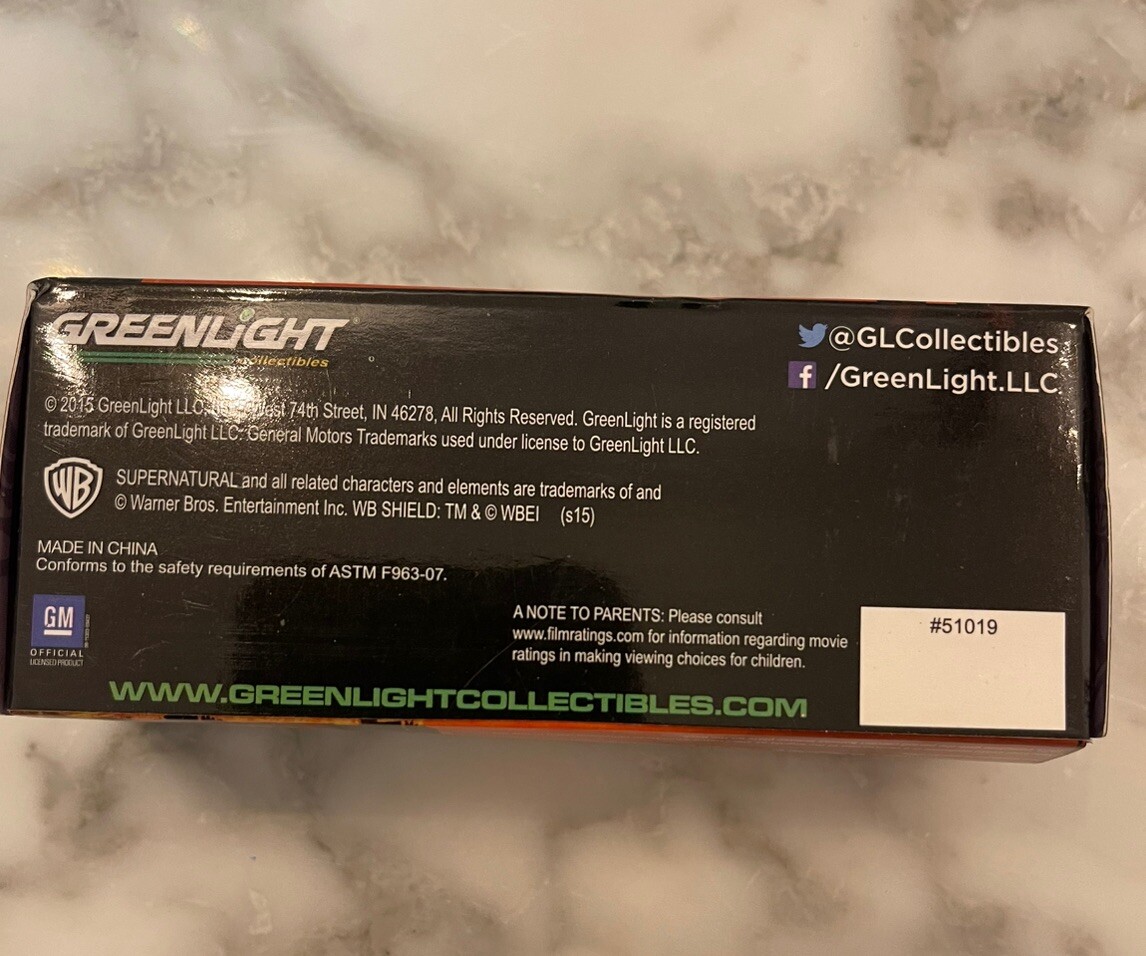 GREENLiGHT
collectibles
@GLCollectibles
f /GreenLight.LLC
© 2015 GreenLight LLC, West 74th Street, IN 46278, All Rights Reserved. GreenLight is a registered
trademark of GreenLight LLC. General Motors Trademarks used under license to GreenLight LLC.
WB
SUPERNATURAL and all related characters and elements are trademarks of and
© Warner Bros. Entertainment Inc. WB SHIELD: TM & © WBEI (s15)
MADE IN CHINA
Conforms to the safety requirements of ASTM F963-07.
GM
OFFICIAL
LICENSED PRODUCT
A NOTE TO PARENTS: Please consult
www.filmratings.com for information regarding movie
ratings in making viewing choices for children.
#51019
WWW.GREENLIGHTCOLLECTIBLES.COM